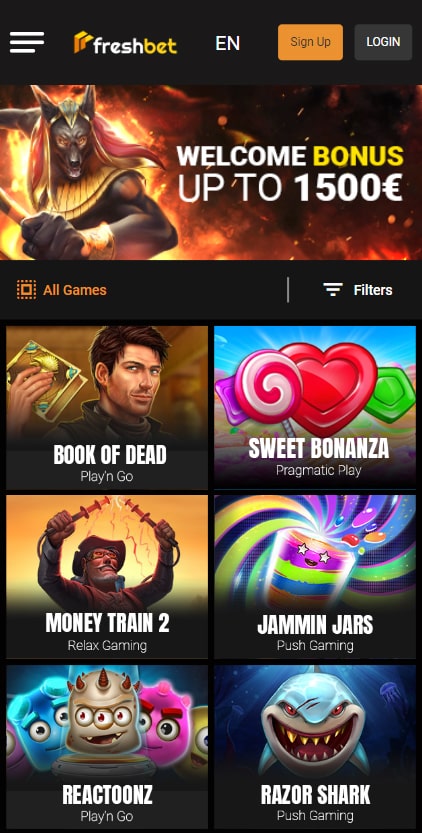 freshbet
EN
Sign Up
LOGIN
WELCOME BONUS
UP TO 1500€
All Games
Filters
BOOK OF DEAD
Play'n Go
SWEET BONANZA
Pragmatic Play
MONEY TRAIN 2
Relax Gaming
JAMMIN JARS
Push Gaming
REACTOONZ
Play'n Go
RAZOR SHARK
Push Gaming